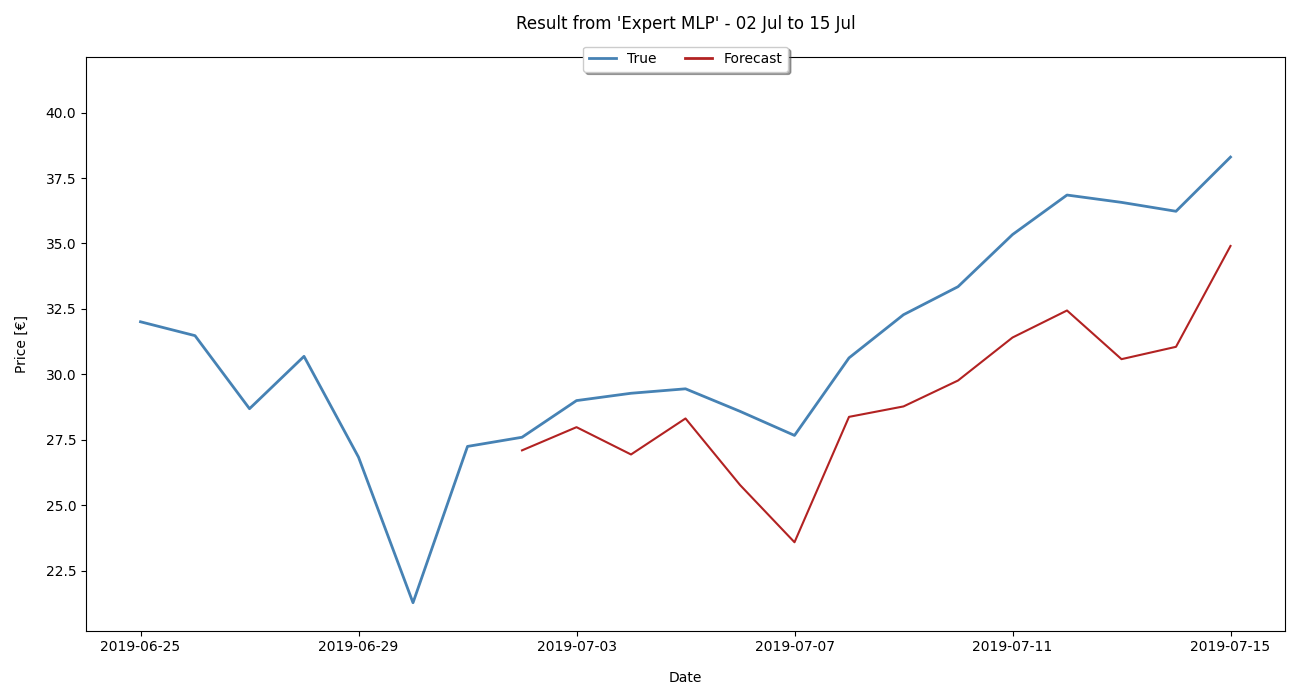 Result from 'Expert MLP' - 02 Jul to 15 Jul
True Forecast
40.0
37.5
35.0
32.5
30.0
27.5
25.0
22.5
Price [€]
2019-06-25 2019-06-29 2019-07-03 2019-07-07 2019-07-11 2019-07-15
Date